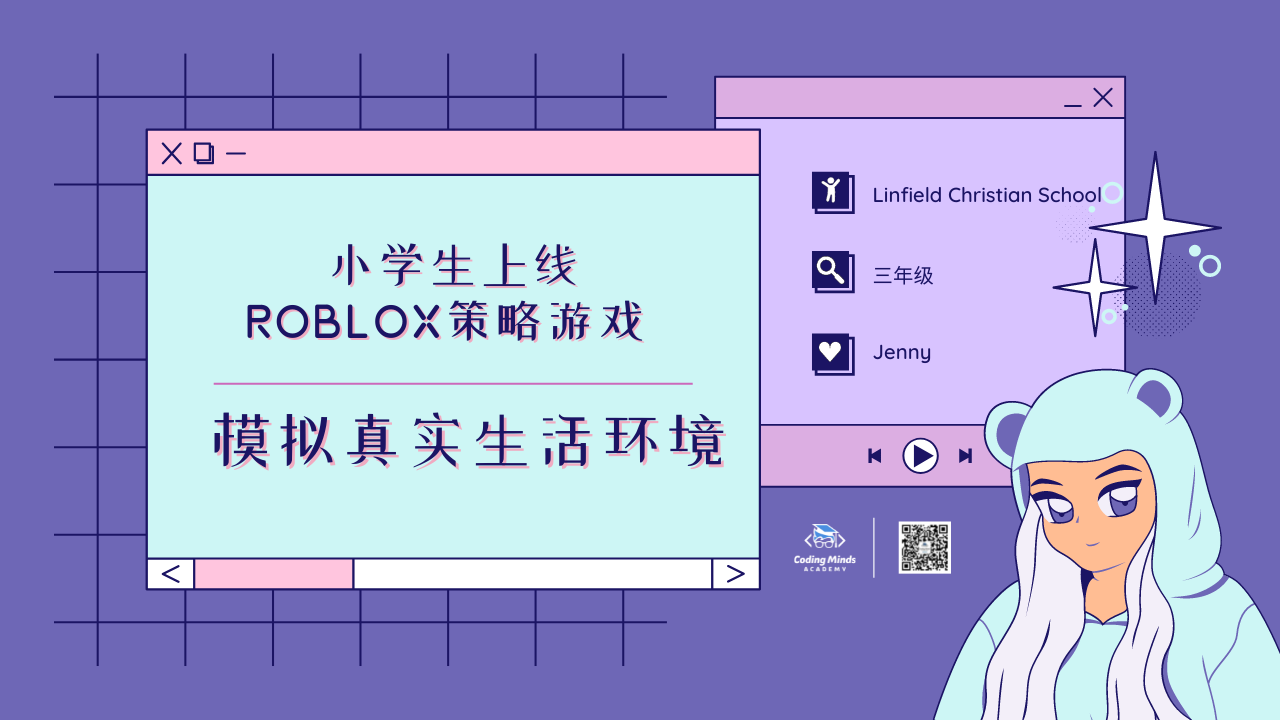 小学生上线
ROBLOX策略游戏
模拟真实生活环境
Linfield Christian School
三年级
Jenny
Coding Minds
ACADEMY